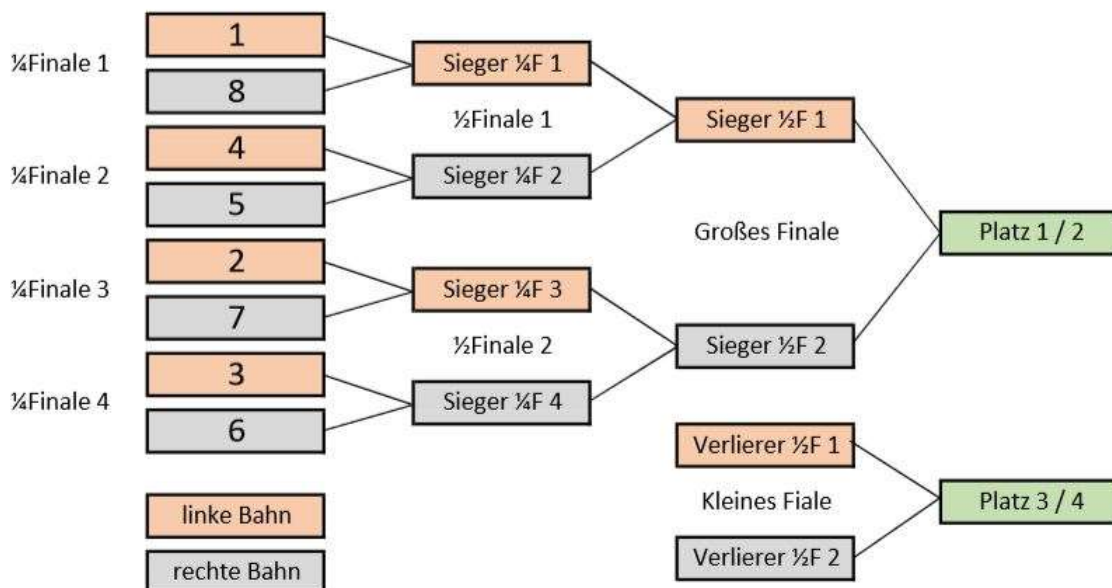 ¼Finale 1
1
8
Sieger ¼F 1
½Finale 1
Sieger ½F 1
¼Finale 2
4
5
Sieger ¼F 2
Großes Finale
Platz 1 / 2
¼Finale 3
2
7
Sieger ¼F 3
½Finale 2
Sieger ½F 2
¼Finale 4
3
6
Sieger ¼F 4
Verlierer ½F 1
Kleines Fiale
Platz 3 / 4
Verlierer ½F 2
linke Bahn
rechte Bahn